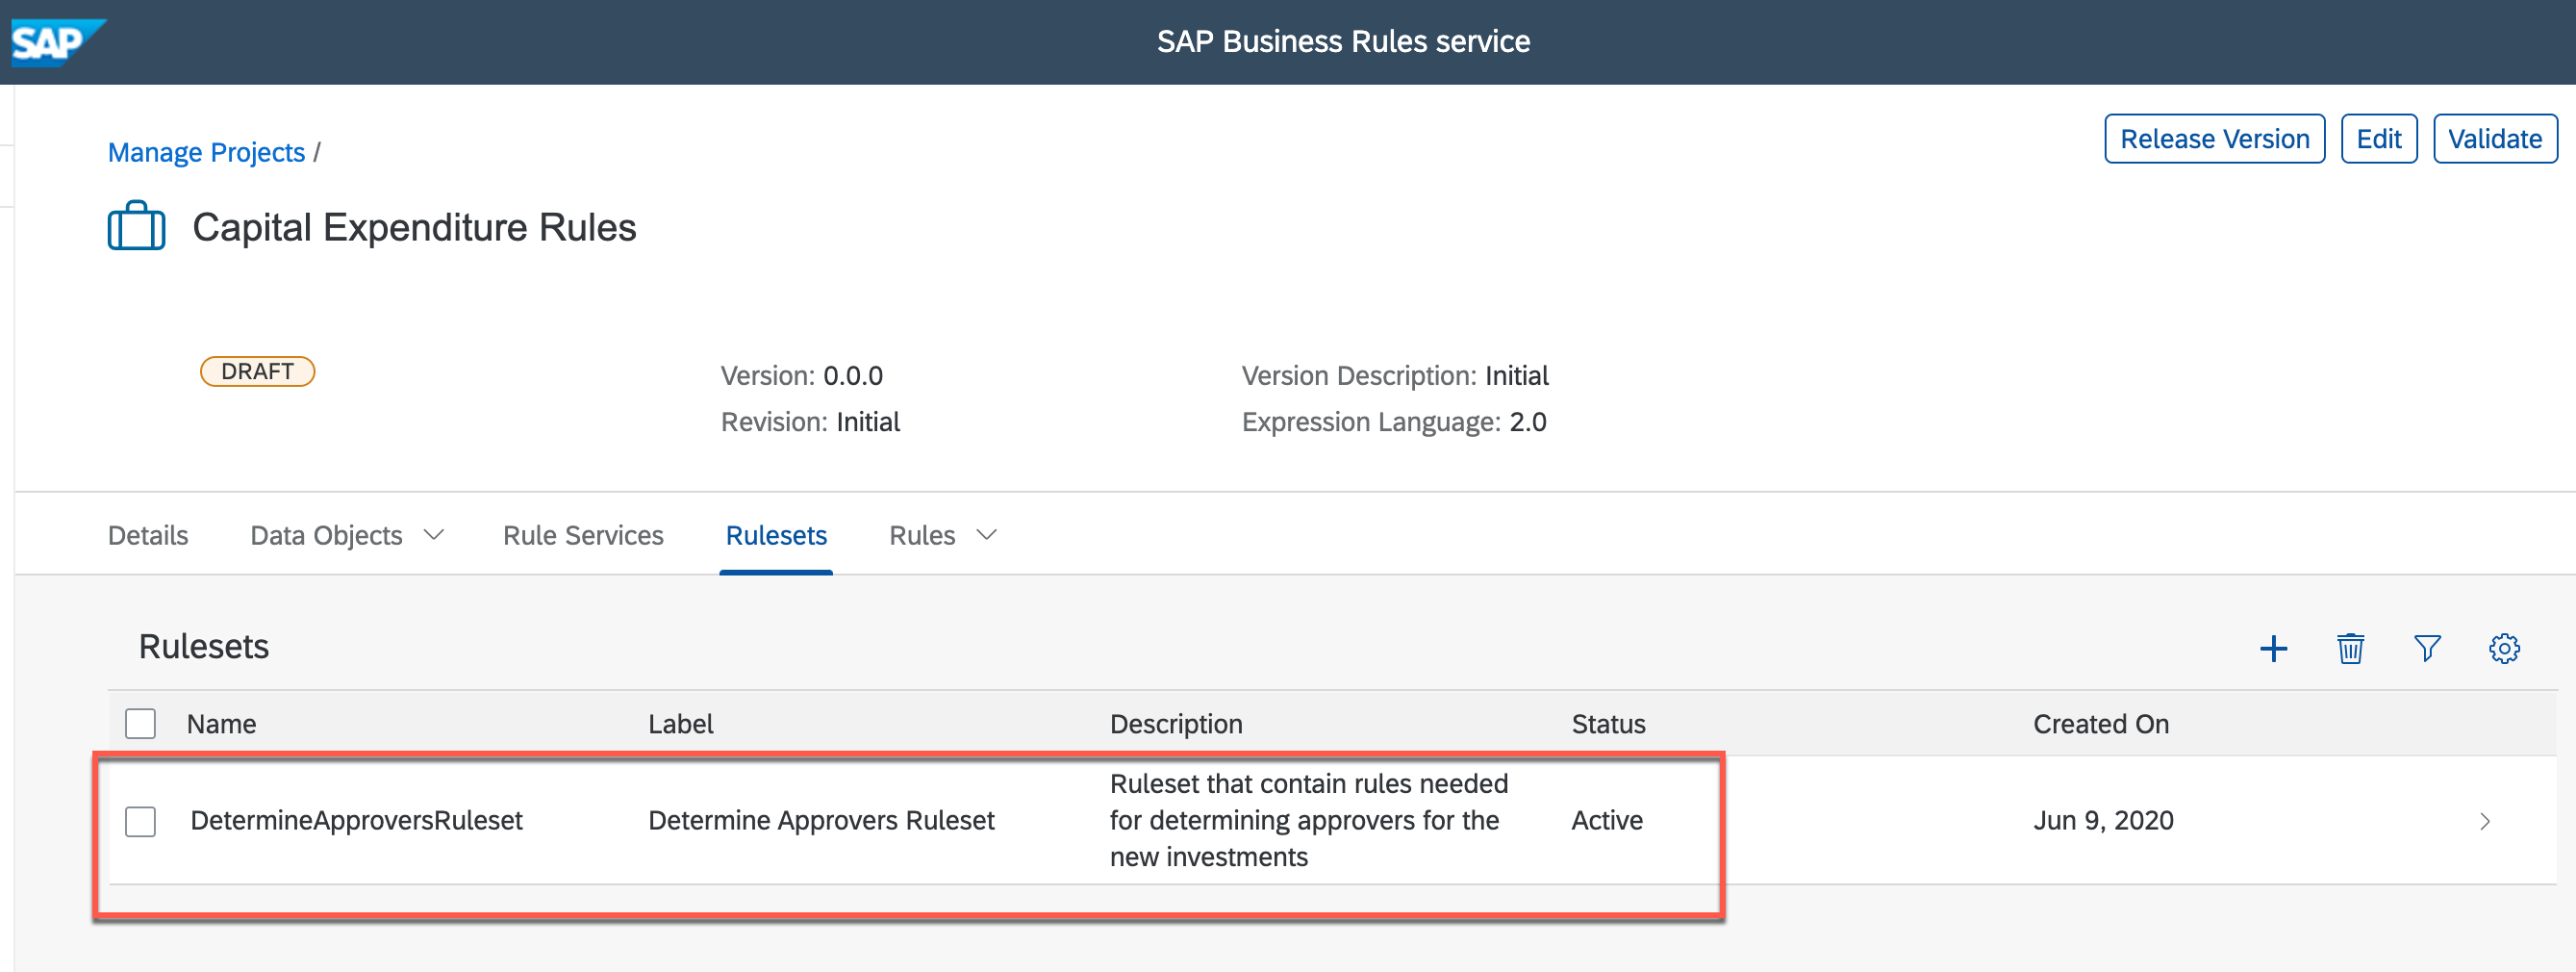 SAP
SAP Business Rules service
Manage Projects /
Release Version Edit Validate
Capital Expenditure Rules
DRAFT
Version: 0.0.0
Version Description: Initial
Revision: Initial
Expression Language: 2.0
Details Data Objects Rule Services Rulesets Rules
Rulesets
Name Label Description Status Created On
DetermineApproversRuleset Determine Approvers Ruleset Ruleset that contain rules needed
for determining approvers for the
new investments
Active Jun 9, 2020